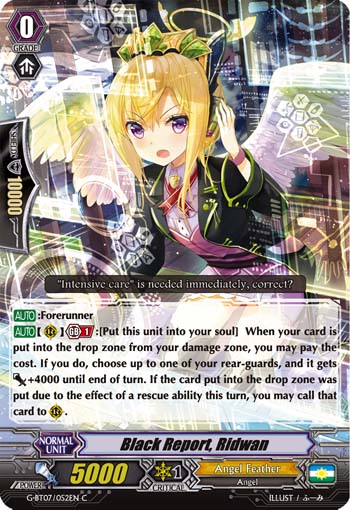 0
GRADE
SHIELD 10000
"Intensive care" is needed immediately, correct?
AUTO:Forerunner
AUTO【 】GB 1:[Put this unit into your soul] When your card is
put into the drop zone from your damage zone, you may pay the
cost. If you do, choose up to one of your rear-guards, and it gets
+4000 until end of turn. If the card put into the drop zone was
put due to the effect of a rescue ability this turn, you may call that
card to .
NORMAL
UNIT
Black Report, Ridwan
POWER
5000
1
CRITICAL
Angel Feather
Angel
G-BT07/052EN C
ILLUST / ふーみ